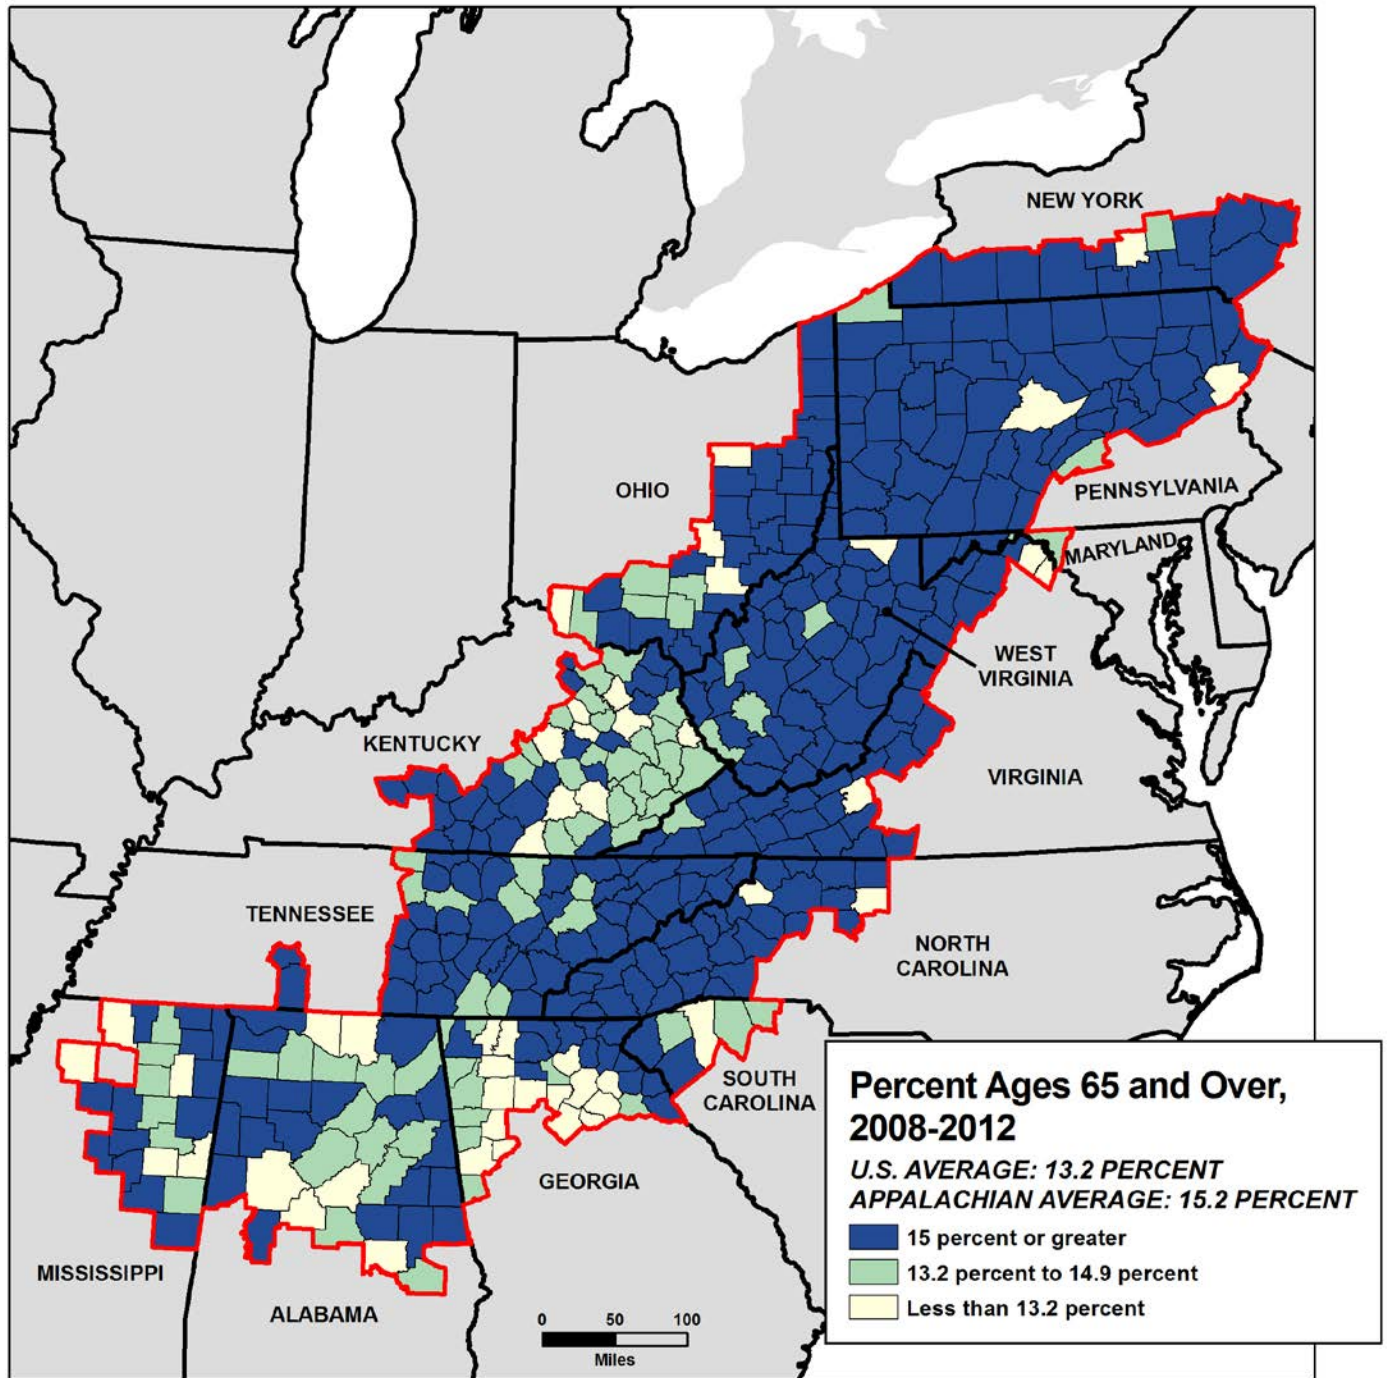 NEW YORK
OHIO
PENNSYLVANIA
MARYLAND
WEST
VIRGINIA
KENTUCKY
VIRGINIA
TENNESSEE
NORTH
CAROLINA
SOUTH
CAROLINA
GEORGIA
MISSISSIPPI
ALABAMA
0 50 100
Miles
Percent Ages 65 and Over,
2008-2012
U.S. AVERAGE: 13.2 PERCENT
APPALACHIAN AVERAGE: 15.2 PERCENT
15 percent or greater
13.2 percent to 14.9 percent
Less than 13.2 percent